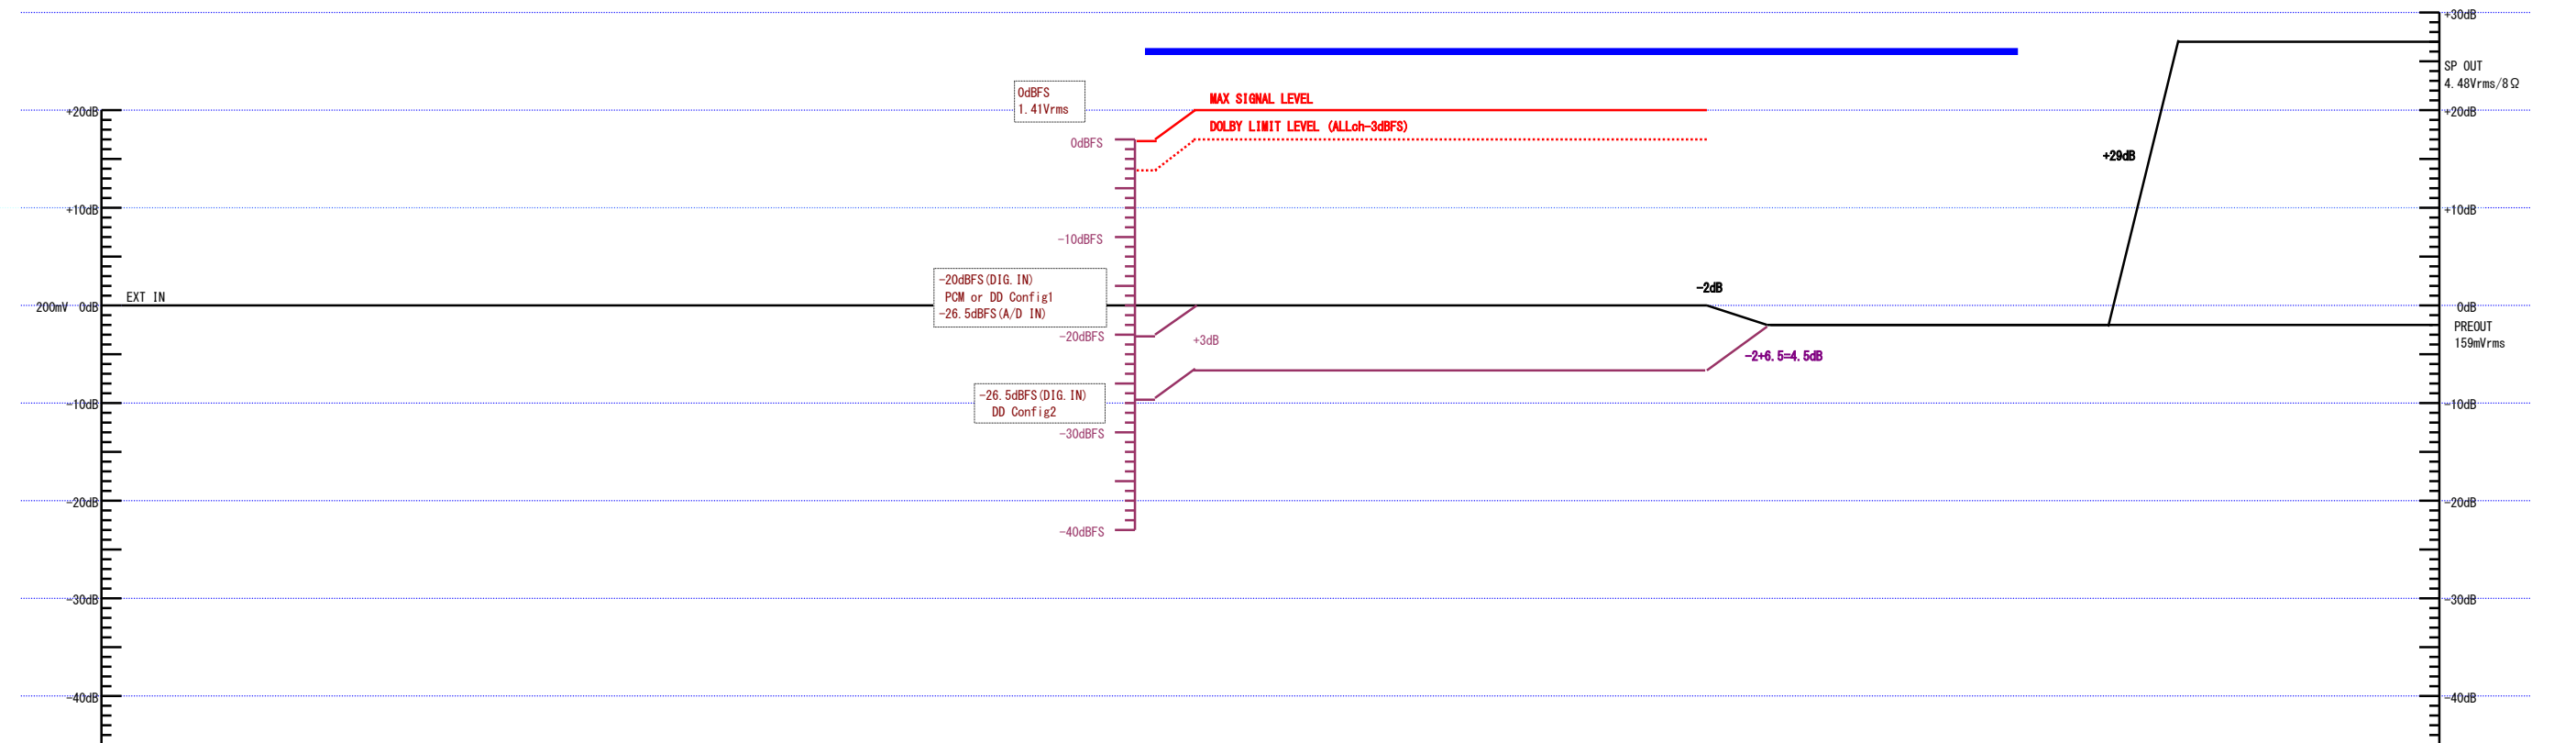 +30dB
SP OUT
4.48Vrms/8Ω
0dBFS
1.41Vrms
MAX SIGNAL LEVEL
+20dB
+20dB
DOLBY LIMIT LEVEL (ALLch-3dBFS)
0dBFS
+29dB
+10dB
+10dB
-10dBFS
-20dBFS(DIG.IN)
PCM or DD Config1
-26.5dBFS(A/D IN)
-2dB
EXT IN
200mV 0dB
0dB
PREOUT
159mVrms
-20dBFS
+3dB
-2+6.5=4.5dB
-26.5dBFS(DIG.IN)
DD Config2
-10dB
-10dB
-30dBFS
-20dB
-20dB
-40dBFS
-30dB
-30dB
-40dB
-40dB